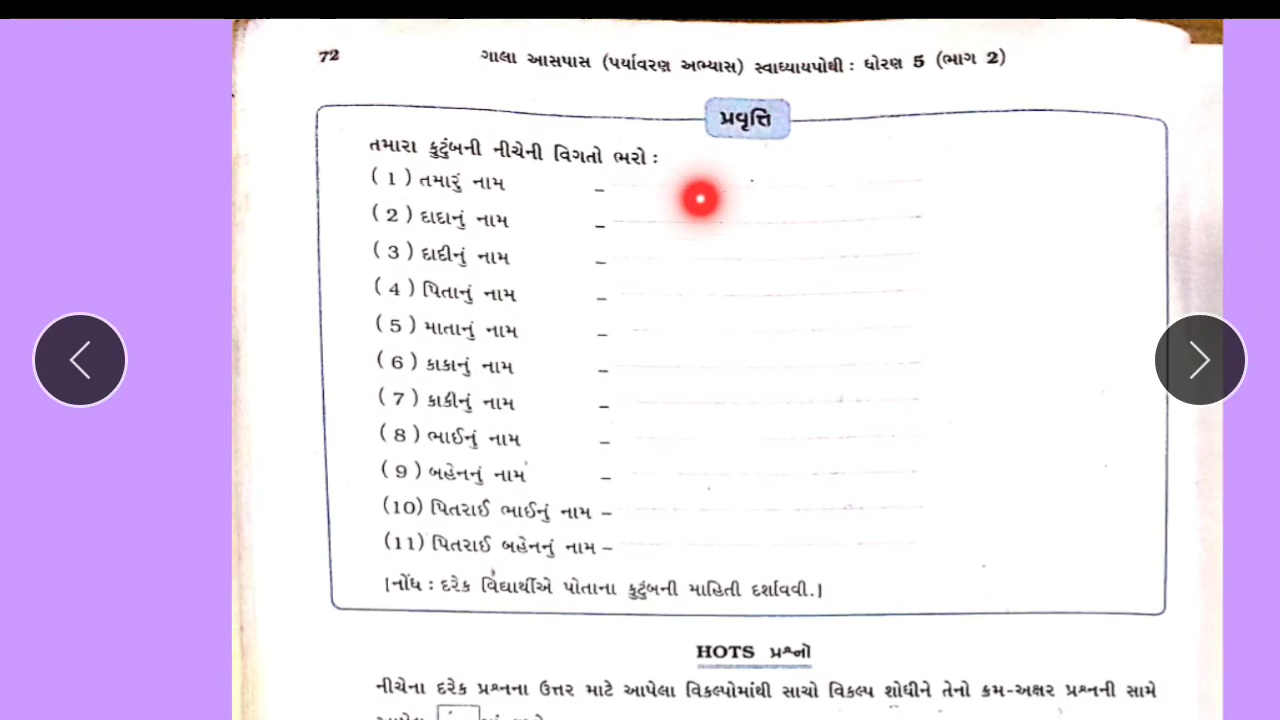 72 ગાલા આસપાસ (પર્યાવરણ અભ્યાસ) સ્વાધ્યાયપોથી : ધોરણ 5 (ભાગ 2)
પ્રવૃત્તિ
તમારા કુટુંબની નીચેની વિગતો ભરો :
( 1 ) તમારું નામ –
( 2 ) દાદાનું નામ –
( 3 ) દાદીનું નામ –
( 4 ) પિતાનું નામ –
( 5 ) માતાનું નામ –
( 6 ) કાકાનું નામ –
( 7 ) કાકીનું નામ –
( 8 ) ભાઈનું નામ –
( 9 ) બહેનનું નામ –
(10) પિતરાઈ ભાઈનું નામ –
(11) પિતરાઈ બહેનનું નામ –
[નોંધ : દરેક વિદ્યાર્થીએ પોતાના કુટુંબની માહિતી દર્શાવવી.]
HOTS પ્રશ્નો
નીચેના દરેક પ્રશ્નના ઉત્તર માટે આપેલા વિકલ્પોમાંથી સાચો વિકલ્પ શોધીને તેનો ક્રમ-અક્ષર પ્રશ્નની સામે